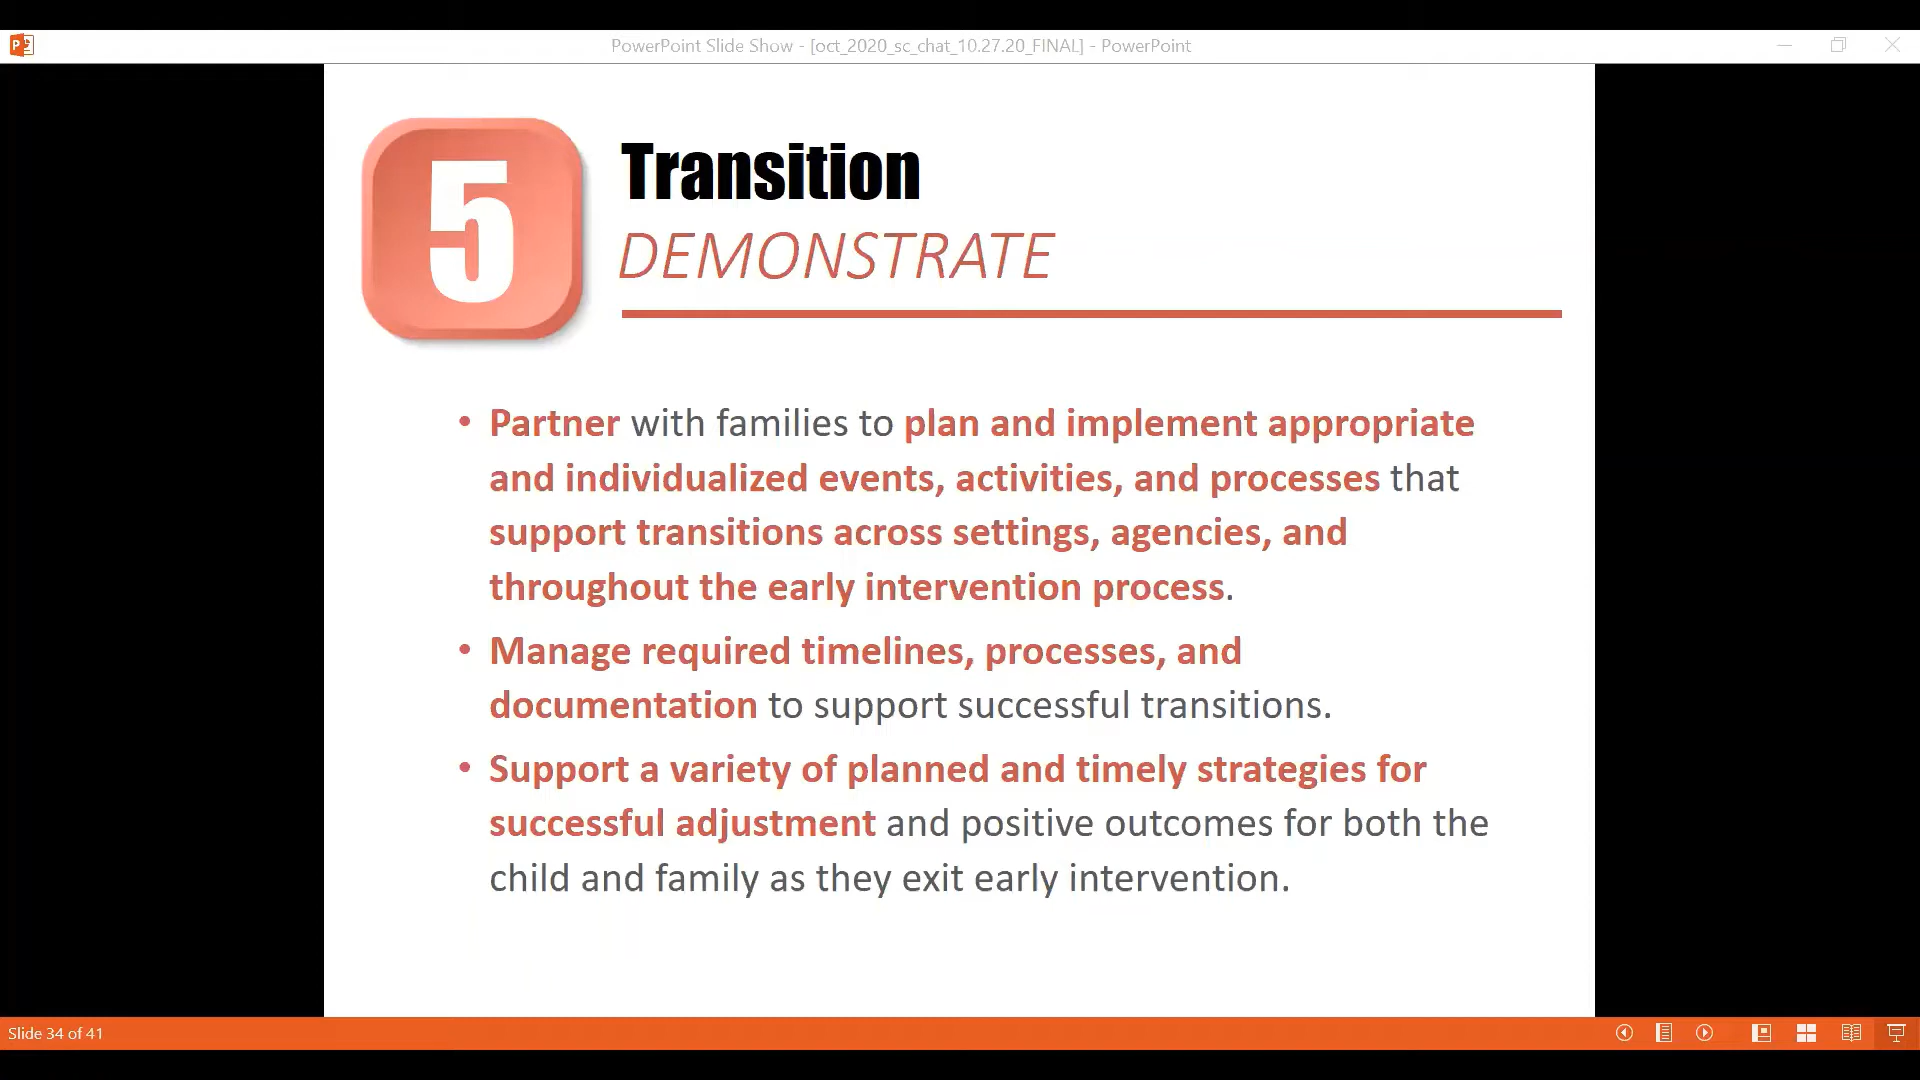 PowerPoint Slide Show - [oct_2020_sc_chat_10.27.20_FINAL] - PowerPoint
5
Transition
DEMONSTRATE
• Partner with families to plan and implement appropriate
and individualized events, activities, and processes that
support transitions across settings, agencies, and
throughout the early intervention process.
• Manage required timelines, processes, and
documentation to support successful transitions.
• Support a variety of planned and timely strategies for
successful adjustment and positive outcomes for both the
child and family as they exit early intervention.
Slide 34 of 41